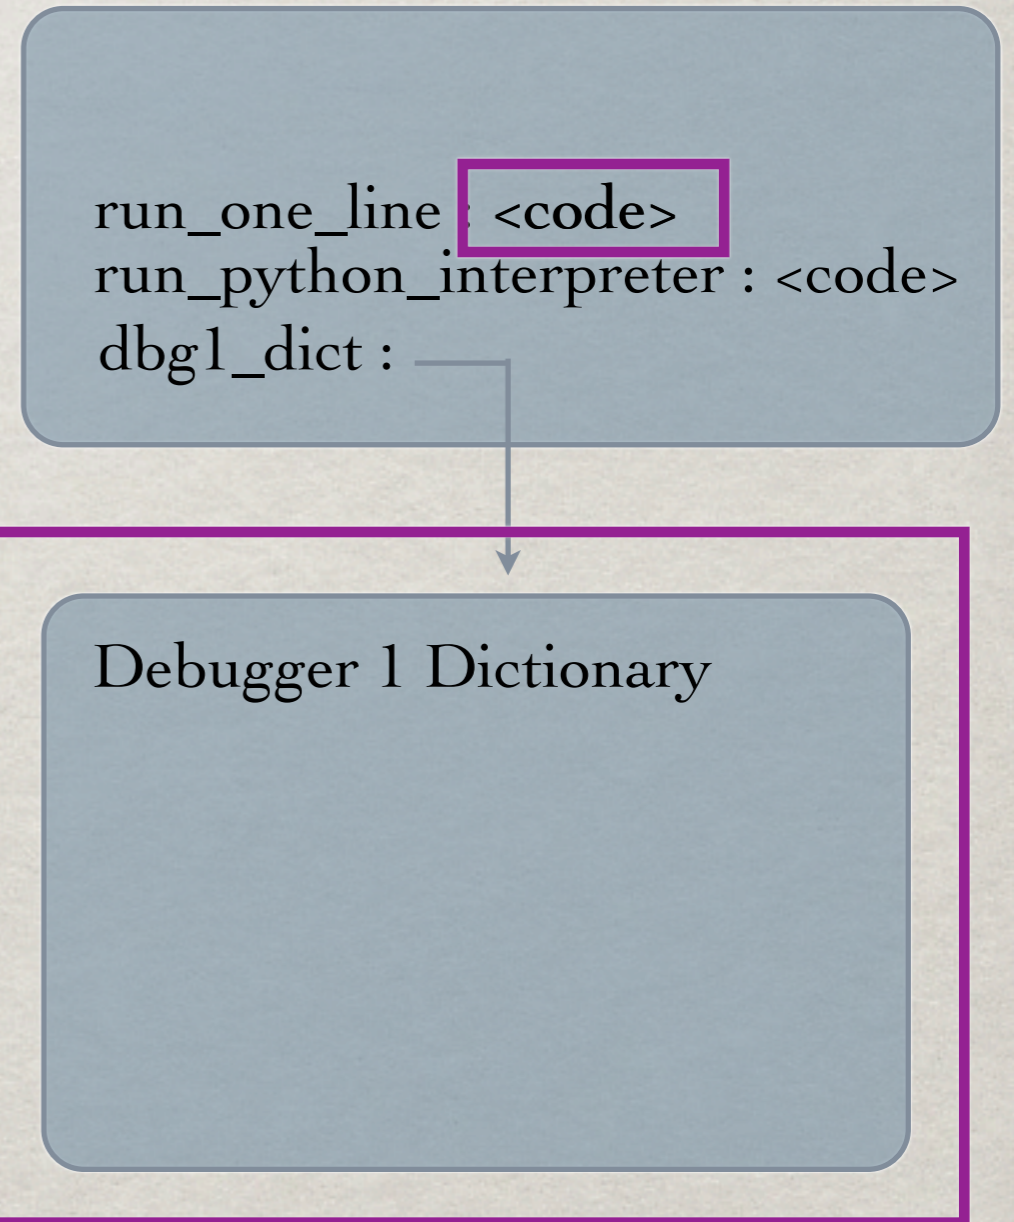 run_one_line : <code>
run_python_interpreter : <code>
dbg1_dict :
Debugger 1 Dictionary